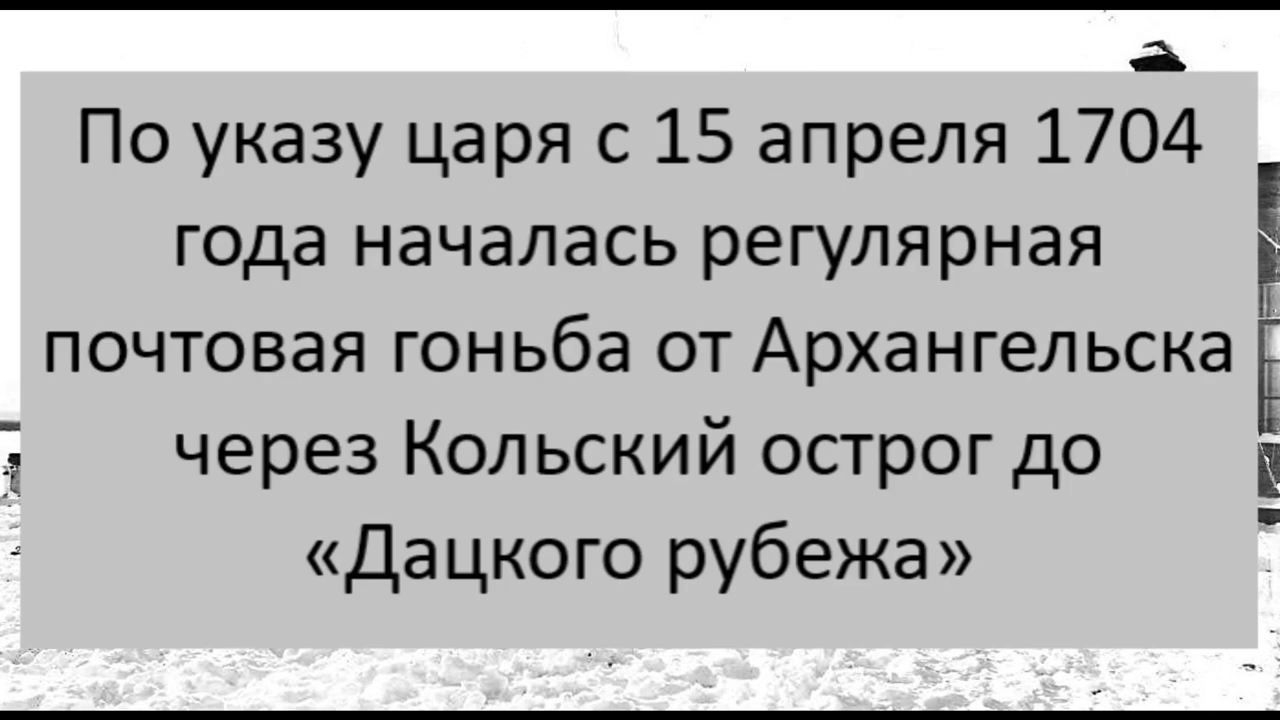 По указу царя с 15 апреля 1704
года началась регулярная
почтовая гоньба от Архангельска
через Кольский острог до
«Дацкого рубежа»